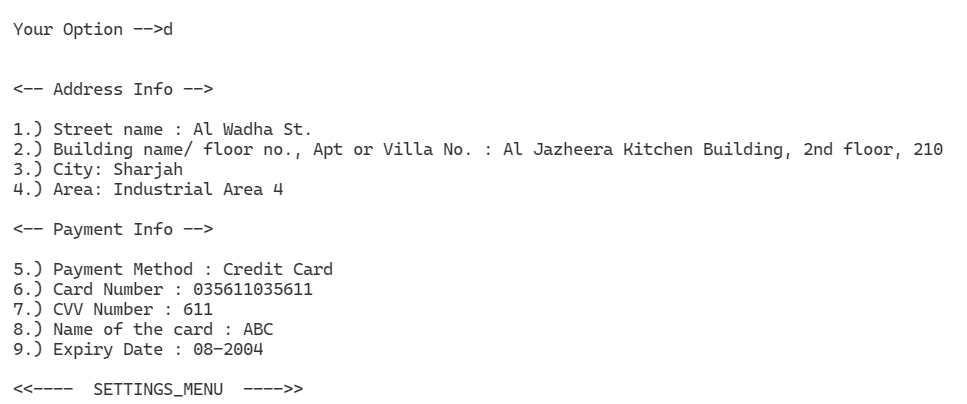 Your Option -->d
<-- Address Info -->
1.) Street name : Al Wadha St.
2.) Building name/ floor no., Apt or Villa No. : Al Jazheera Kitchen Building, 2nd floor, 210
3.) City: Sharjah
4.) Area: Industrial Area 4
<-- Payment Info -->
5.) Payment Method : Credit Card
6.) Card Number : 035611035611
7.) CVV Number : 611
8.) Name of the card : ABC
9.) Expiry Date : 08-2004
<<----  SETTINGS_MENU  ---->>